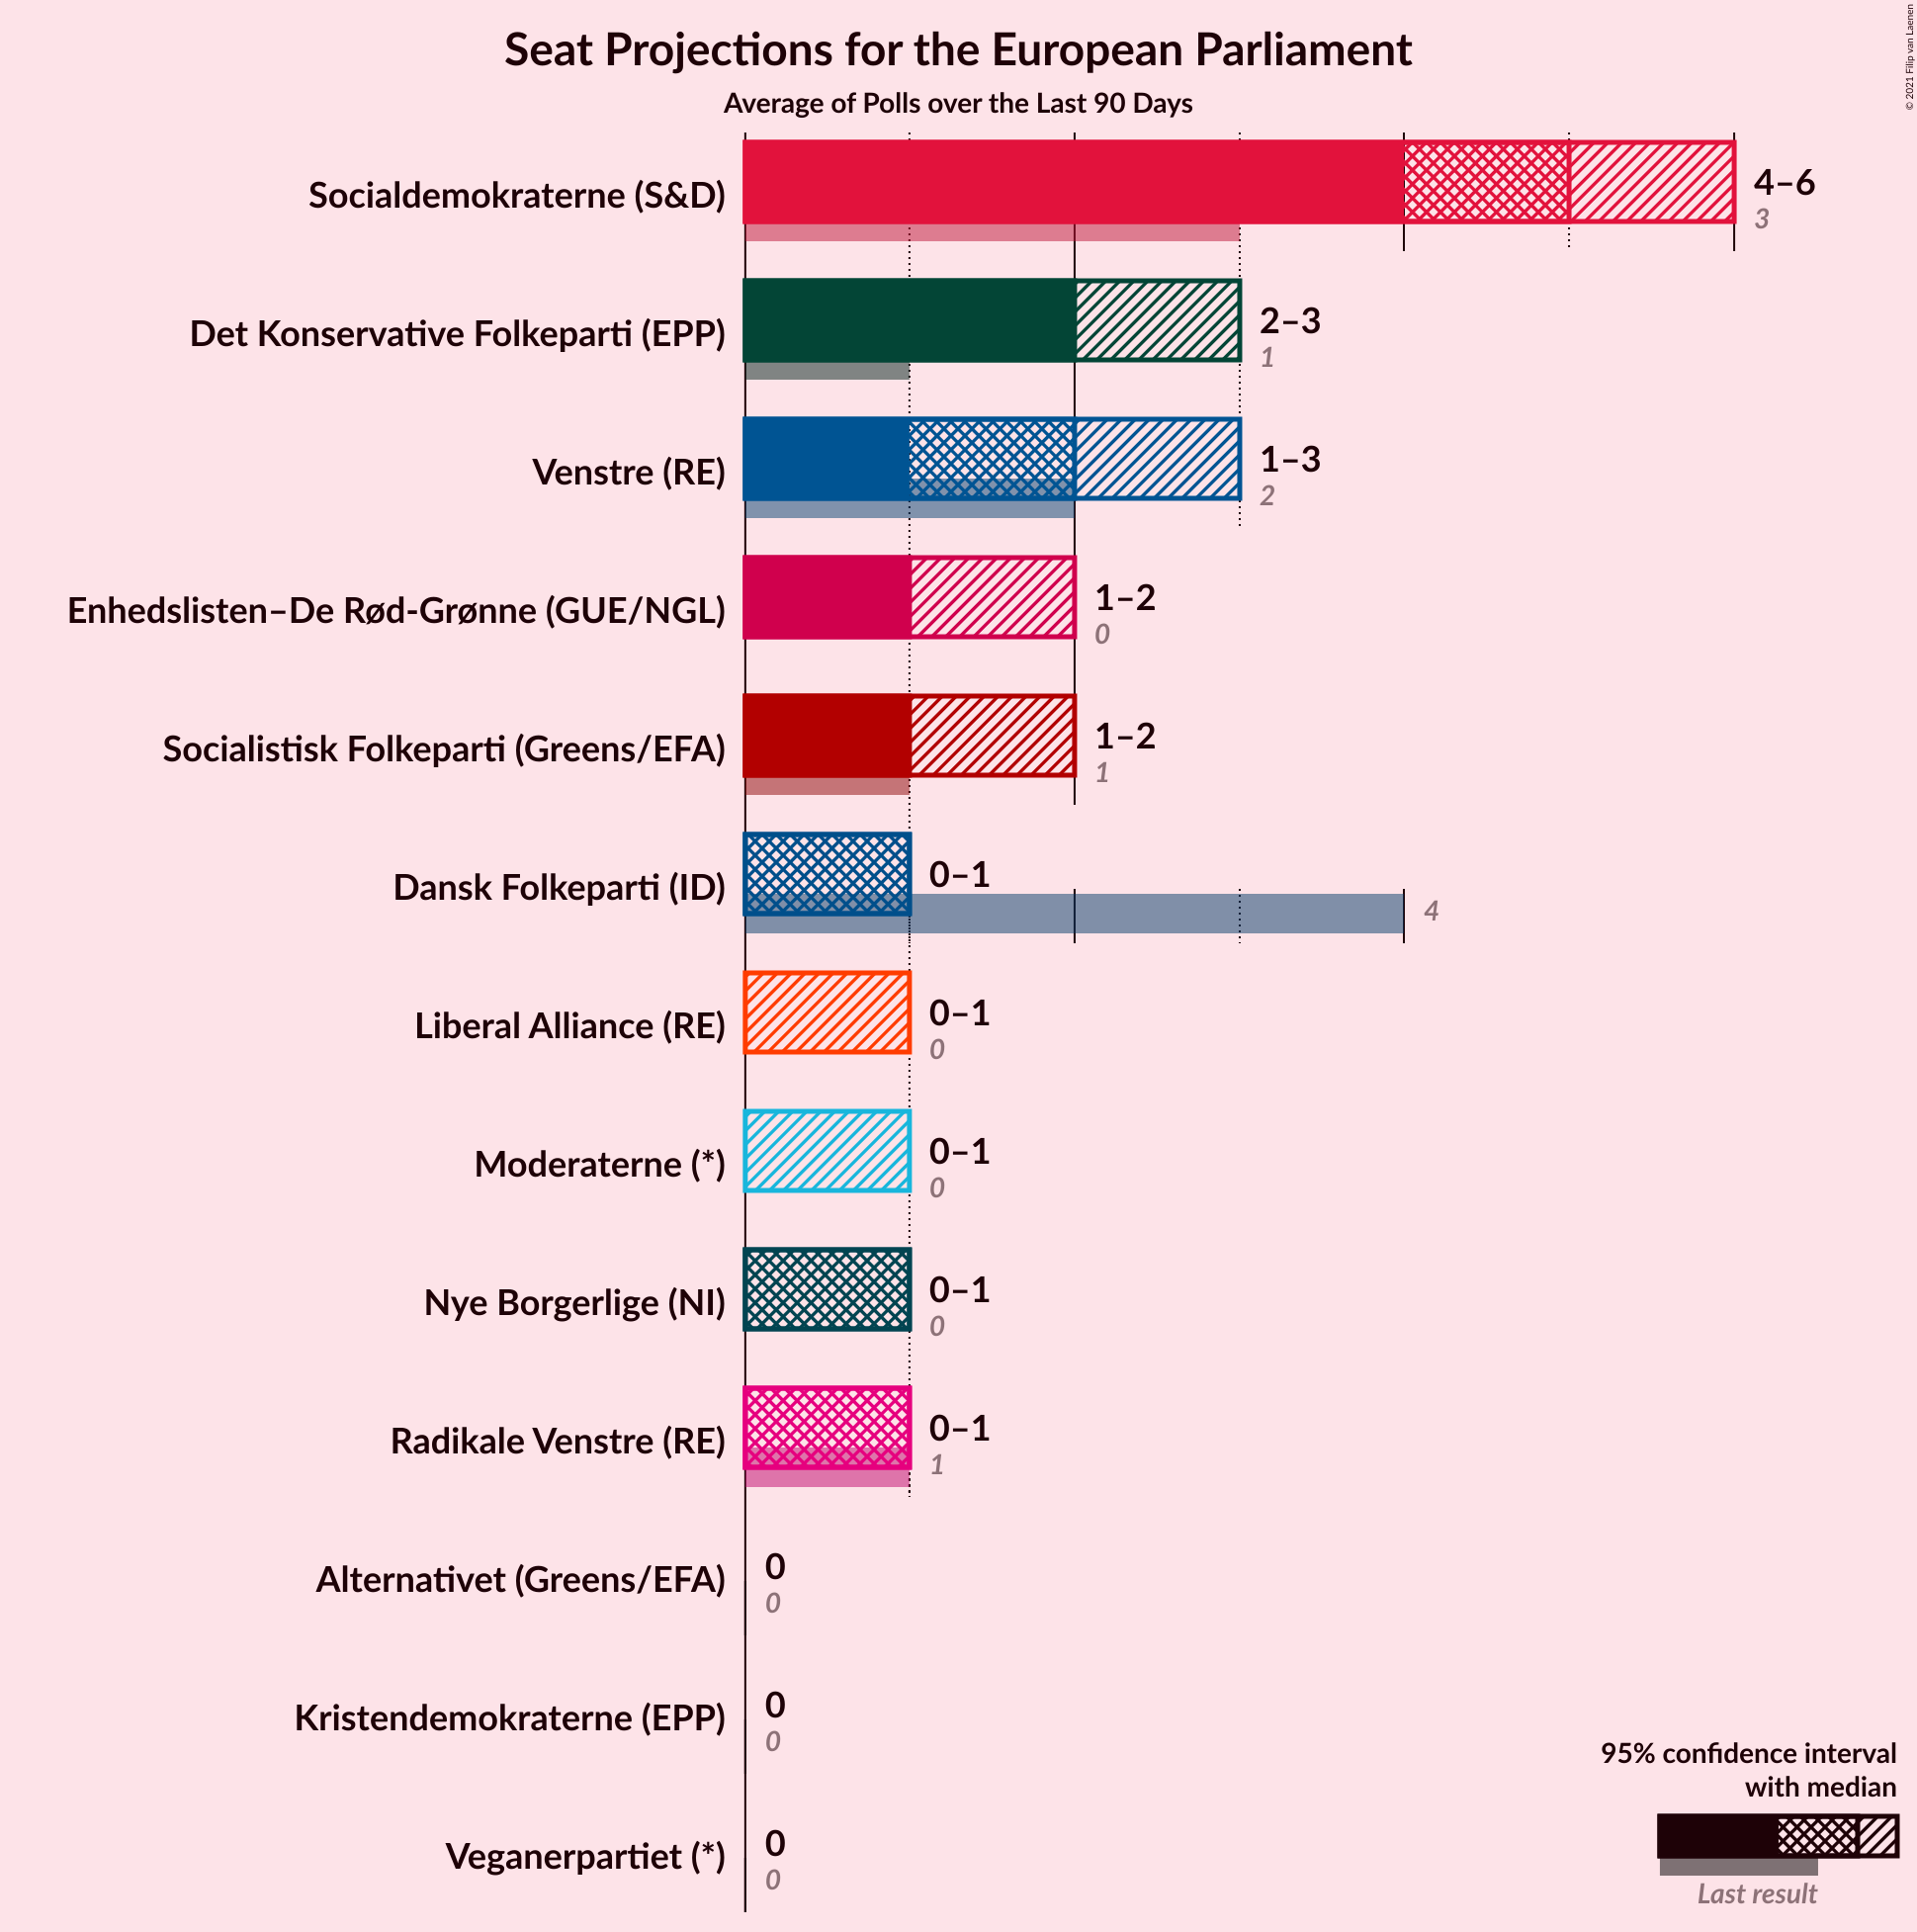 Seat Projections for the European Parliament
Average of Polls over the Last 90 Days
© 2021 Filip van Laenen
Socialdemokraterne (S&D)
4–6
3
Det Konservative Folkeparti (EPP)
2–3
1
Venstre (RE)
1–3
2
Enhedslisten–De Rød-Grønne (GUE/NGL)
1–2
0
Socialistisk Folkeparti (Greens/EFA)
1–2
1
Dansk Folkeparti (ID)
0–1
4
Liberal Alliance (RE)
0–1
0
Moderaterne (*)
0–1
0
Nye Borgerlige (NI)
0–1
0
Radikale Venstre (RE)
0–1
1
Alternativet (Greens/EFA)
0
0
Kristendemokraterne (EPP)
0
0
Veganerpartiet (*)
0
0
95% confidence interval
with median
Last result